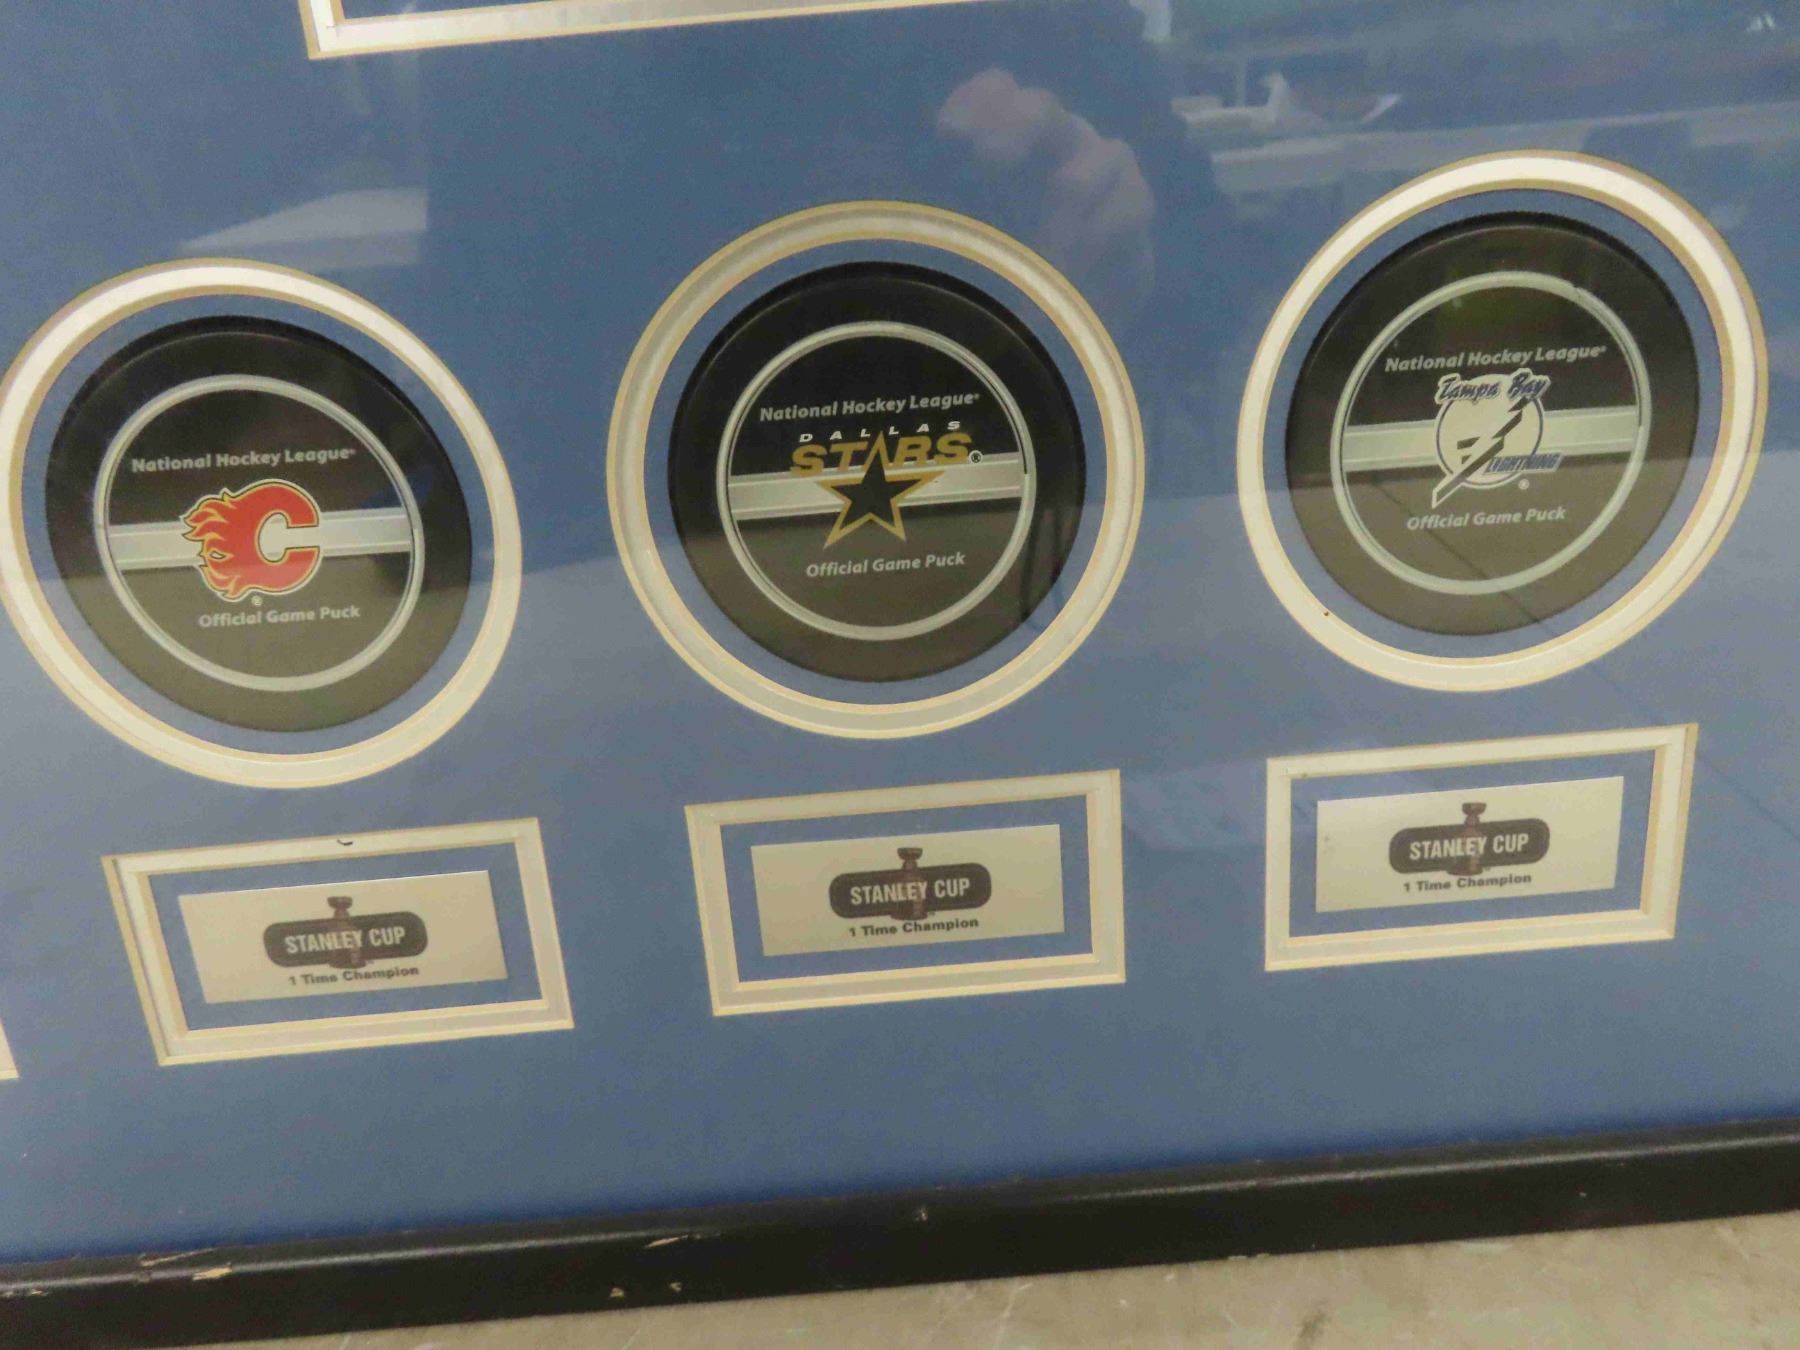 National Hockey League®
C
®
Official Game Puck
STANLEY CUP
1 Time Champion
National Hockey League®
DALLAS
STARS®
Official Game Puck
STANLEY CUP
1 Time Champion
National Hockey League®
Tampa Bay
LIGHTNING
®
Official Game Puck
STANLEY CUP
1 Time Champion